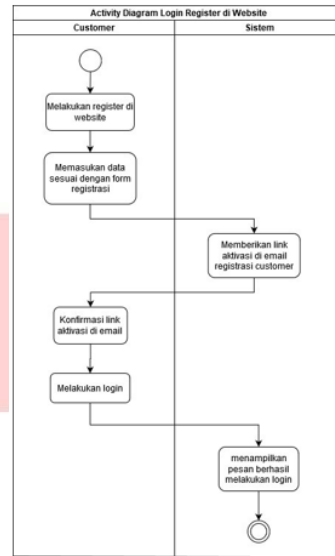 Activity Diagram Login Register di Website
Customer
Sistem
Melakukan register di
website
Memasukan data
sesuai dengan form
registrasi
Memberikan link
aktivasi di email
registrasi customer
Konfirmasi link
aktivasi di email
Melakukan login
menampilkan
pesan berhasil
melakukan login